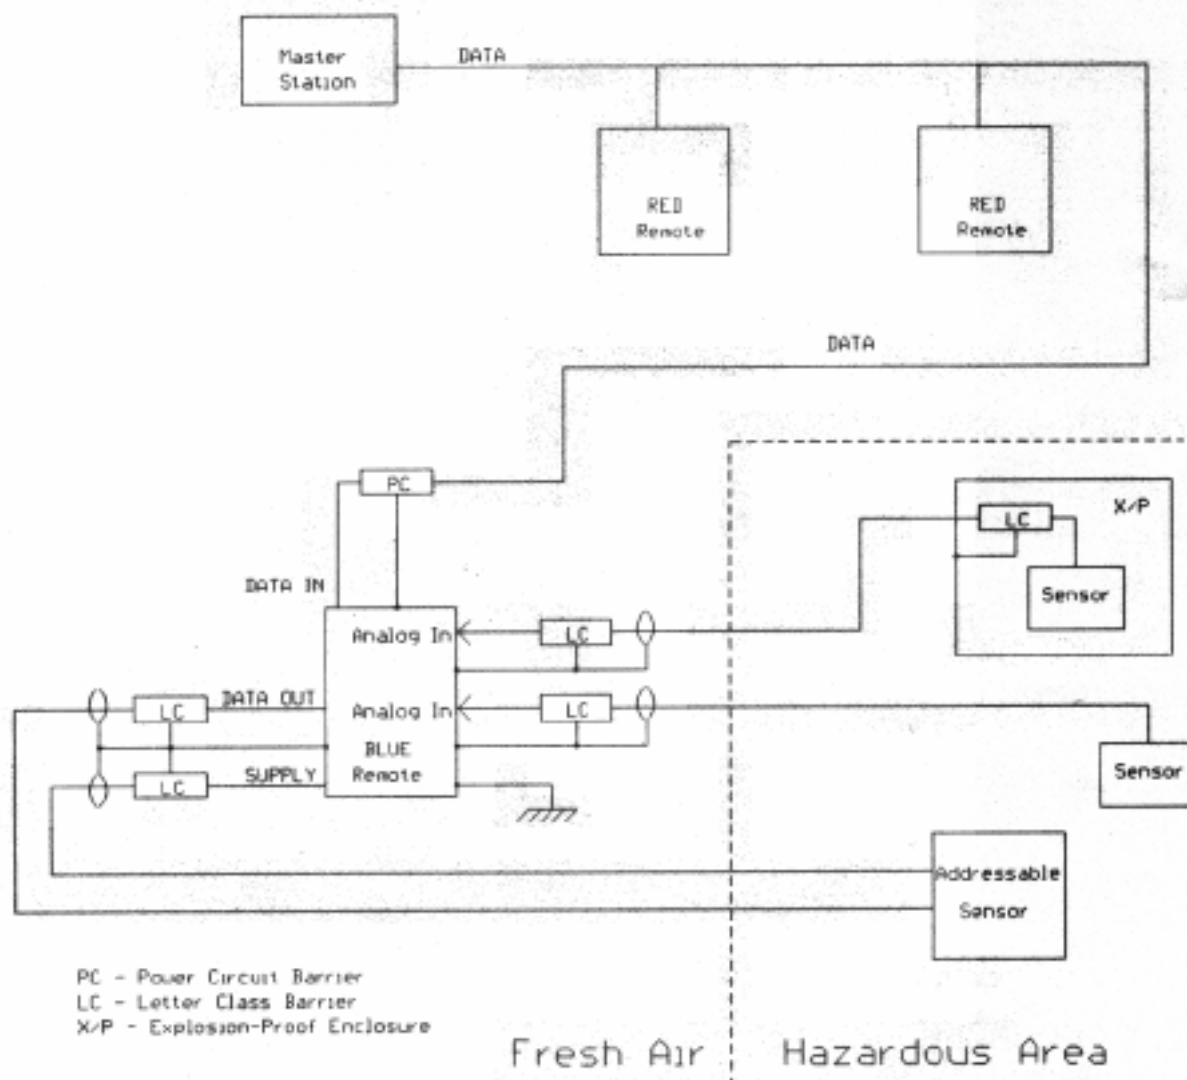 Master
Station
DATA
RED
Remote
RED
Remote
DATA
PC
X/P
LC
Sensor
DATA IN
Analog In
LC
DATA OUT
LC
Analog In
LC
BLUE
Remote
SUPPLY
LC
Sensor
Addressable
Sensor
PC - Power Circuit Barrier
LC - Letter Class Barrier
X/P - Explosion-Proof Enclosure
Fresh Air
Hazardous Area